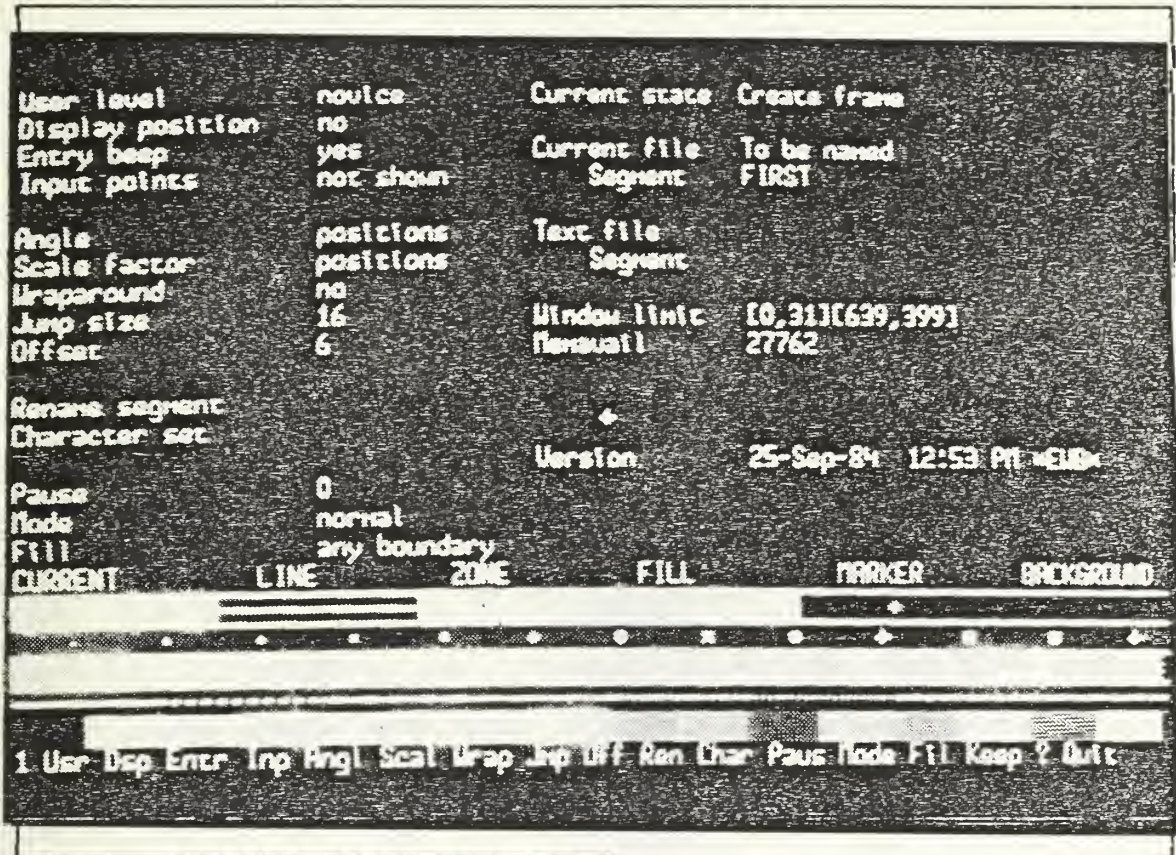 User level novice Current state Create frame
Display position no
Entry beep yes Current file To be named
Input points not shown Segment FIRST
Angle positions Text file
Scale factor positions Segment
Wraparound no
Jump size 16 Window limit [0,31][639,399]
Offset 6 Memavail 27762
Rename segment
Character set
Version 25-Sep-84 12:53 PM *EWB*
Pause 0
Mode normal
Fill any boundary
CURRENT LINE ZONE FILL MARKER BACKGROUND
1 Usr Dsp Entr Inp Angl Scal Wrap Jmp Off Ren Char Paus Mode Fil Keep ? Quit